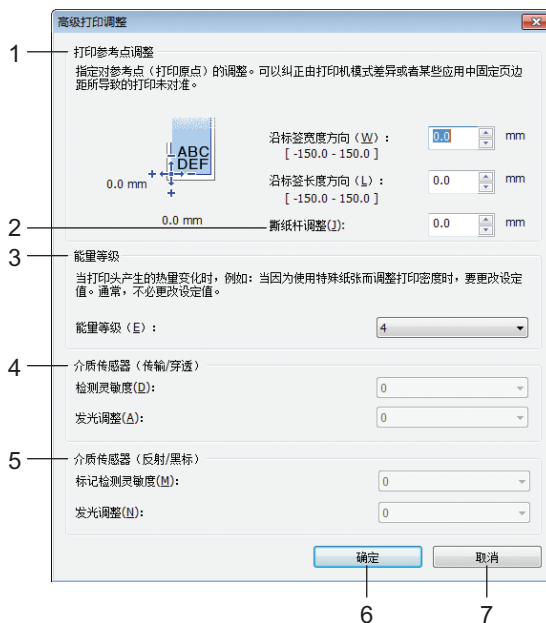 高级打印调整
1
打印参考点调整
指定对参考点（打印原点）的调整。可以纠正由打印机模式差异或者某些应用中固定页边
距所导致的打印未对准。
ABC
DEF
0.0 mm
0.0 mm
沿标签宽度方向（W）：
0.0
mm
[ -150.0 - 150.0 ]
沿标签长度方向（L）：
0.0
mm
[ -150.0 - 150.0 ]
2
撕纸杆调整(J):
0.0
mm
3
能量等级
当打印头产生的热量变化时，例如：当因为使用特殊纸张而调整打印密度时，要更改设定
值。通常，不必更改设定值。
能量等级（E）：
4
4
介质传感器（传输/穿透）
检测灵敏度(D):
0
发光调整(A):
0
5
介质传感器（反射/黑标）
标记检测灵敏度(M):
0
发光调整(N):
0
确定
取消
6
7